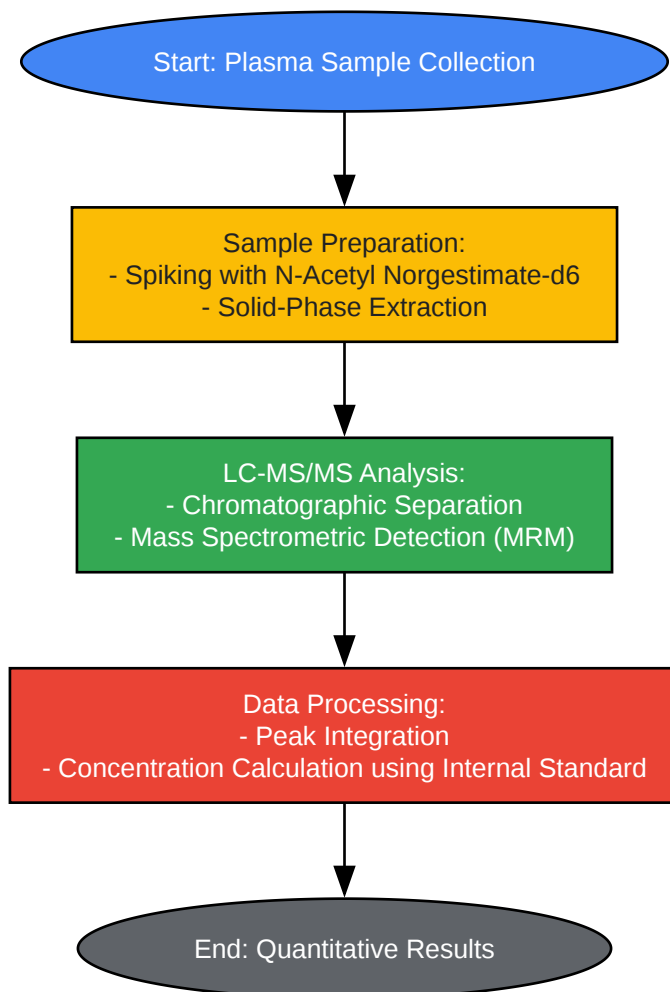 Start: Plasma Sample Collection
Sample Preparation:
- Spiking with N-Acetyl Norgestimate-d6
- Solid-Phase Extraction
LC-MS/MS Analysis:
- Chromatographic Separation
- Mass Spectrometric Detection (MRM)
Data Processing:
- Peak Integration
- Concentration Calculation using Internal Standard
End: Quantitative Results